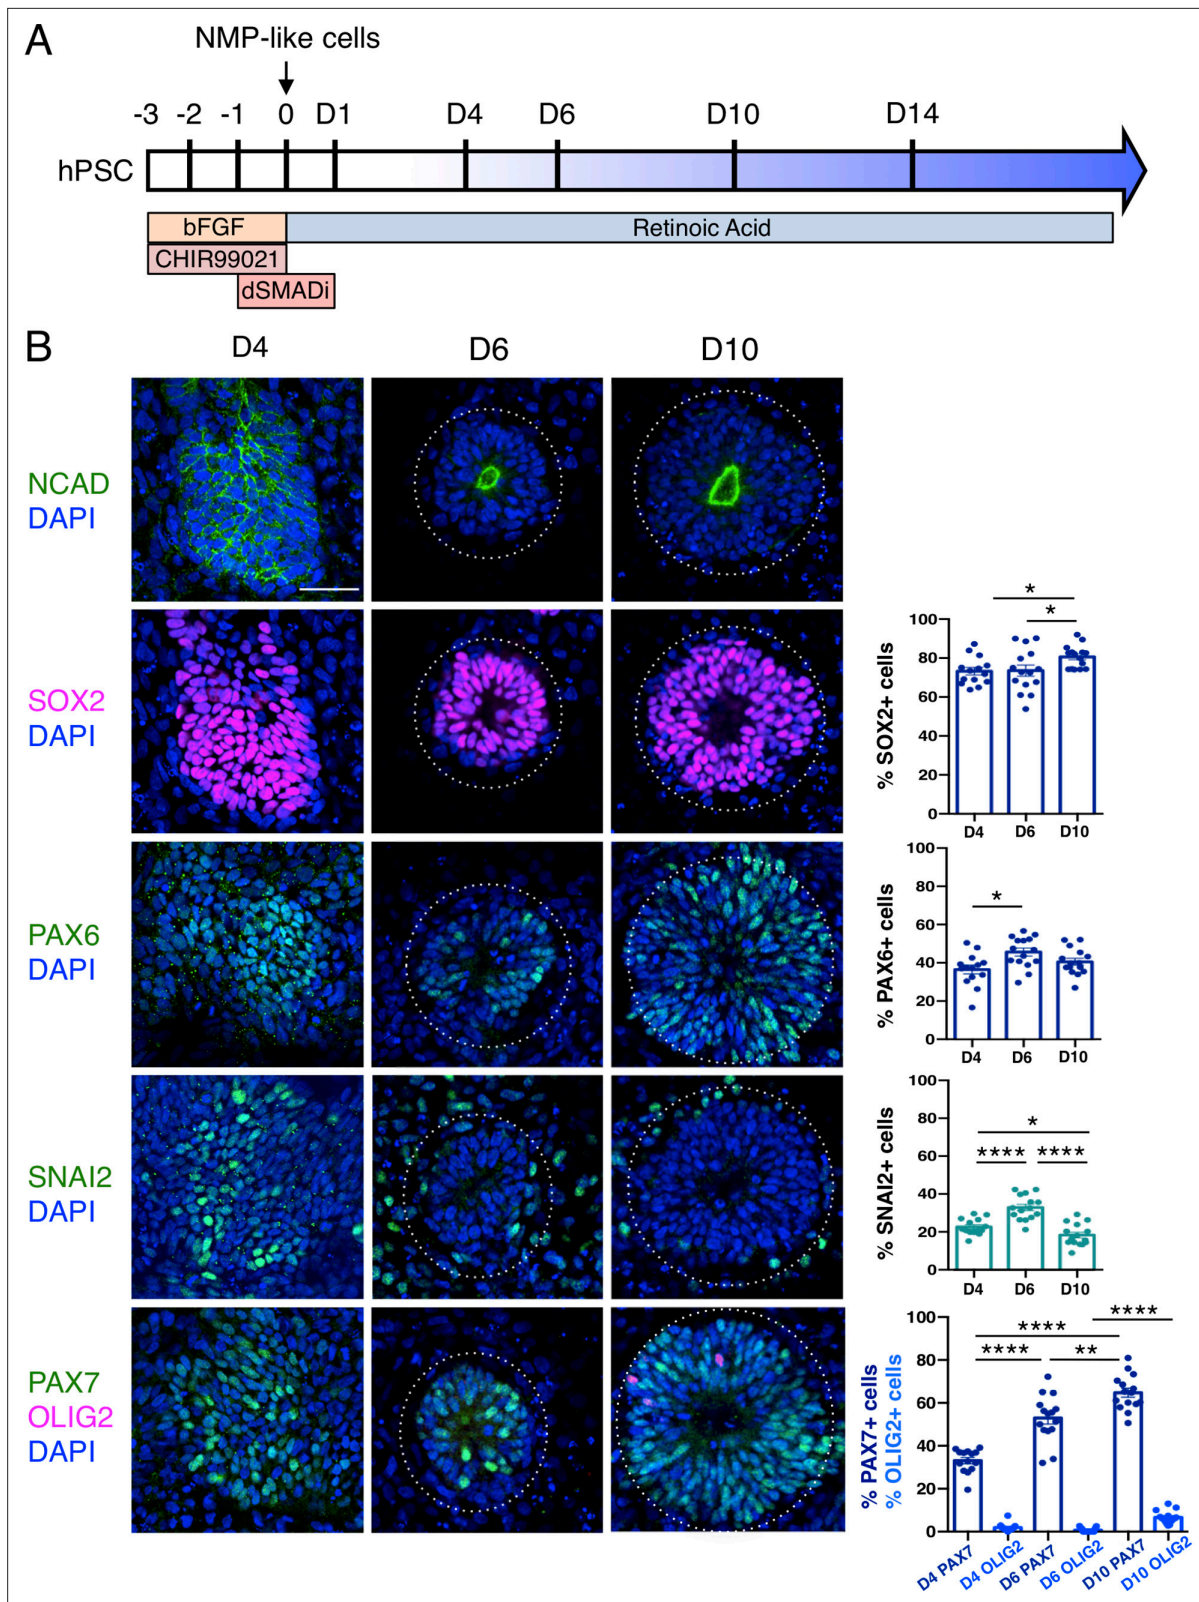 A
NMP-like cells
-3 -2 -1 0 D1 D4 D6 D10 D14
hPSC
bFGF
Retinoic Acid
CHIR99021
dSMADi
B
D4 D6 D10
NCAD
DAPI
SOX2
DAPI
* 
*
% SOX2+ cells
100
80
60
40
20
0
D4 D6 D10
PAX6
DAPI
*
% PAX6+ cells
100
80
60
40
20
0
D4 D6 D10
SNAI2
DAPI
*
**** ****
% SNAI2+ cells
100
80
60
40
20
0
D4 D6 D10
PAX7
OLIG2
DAPI
****
****
**** **
% PAX7+ cells
% OLIG2+ cells
100
80
60
40
20
0
D4 PAX7
D4 OLIG2
D6 PAX7
D6 OLIG2
D10 PAX7
D10 OLIG2